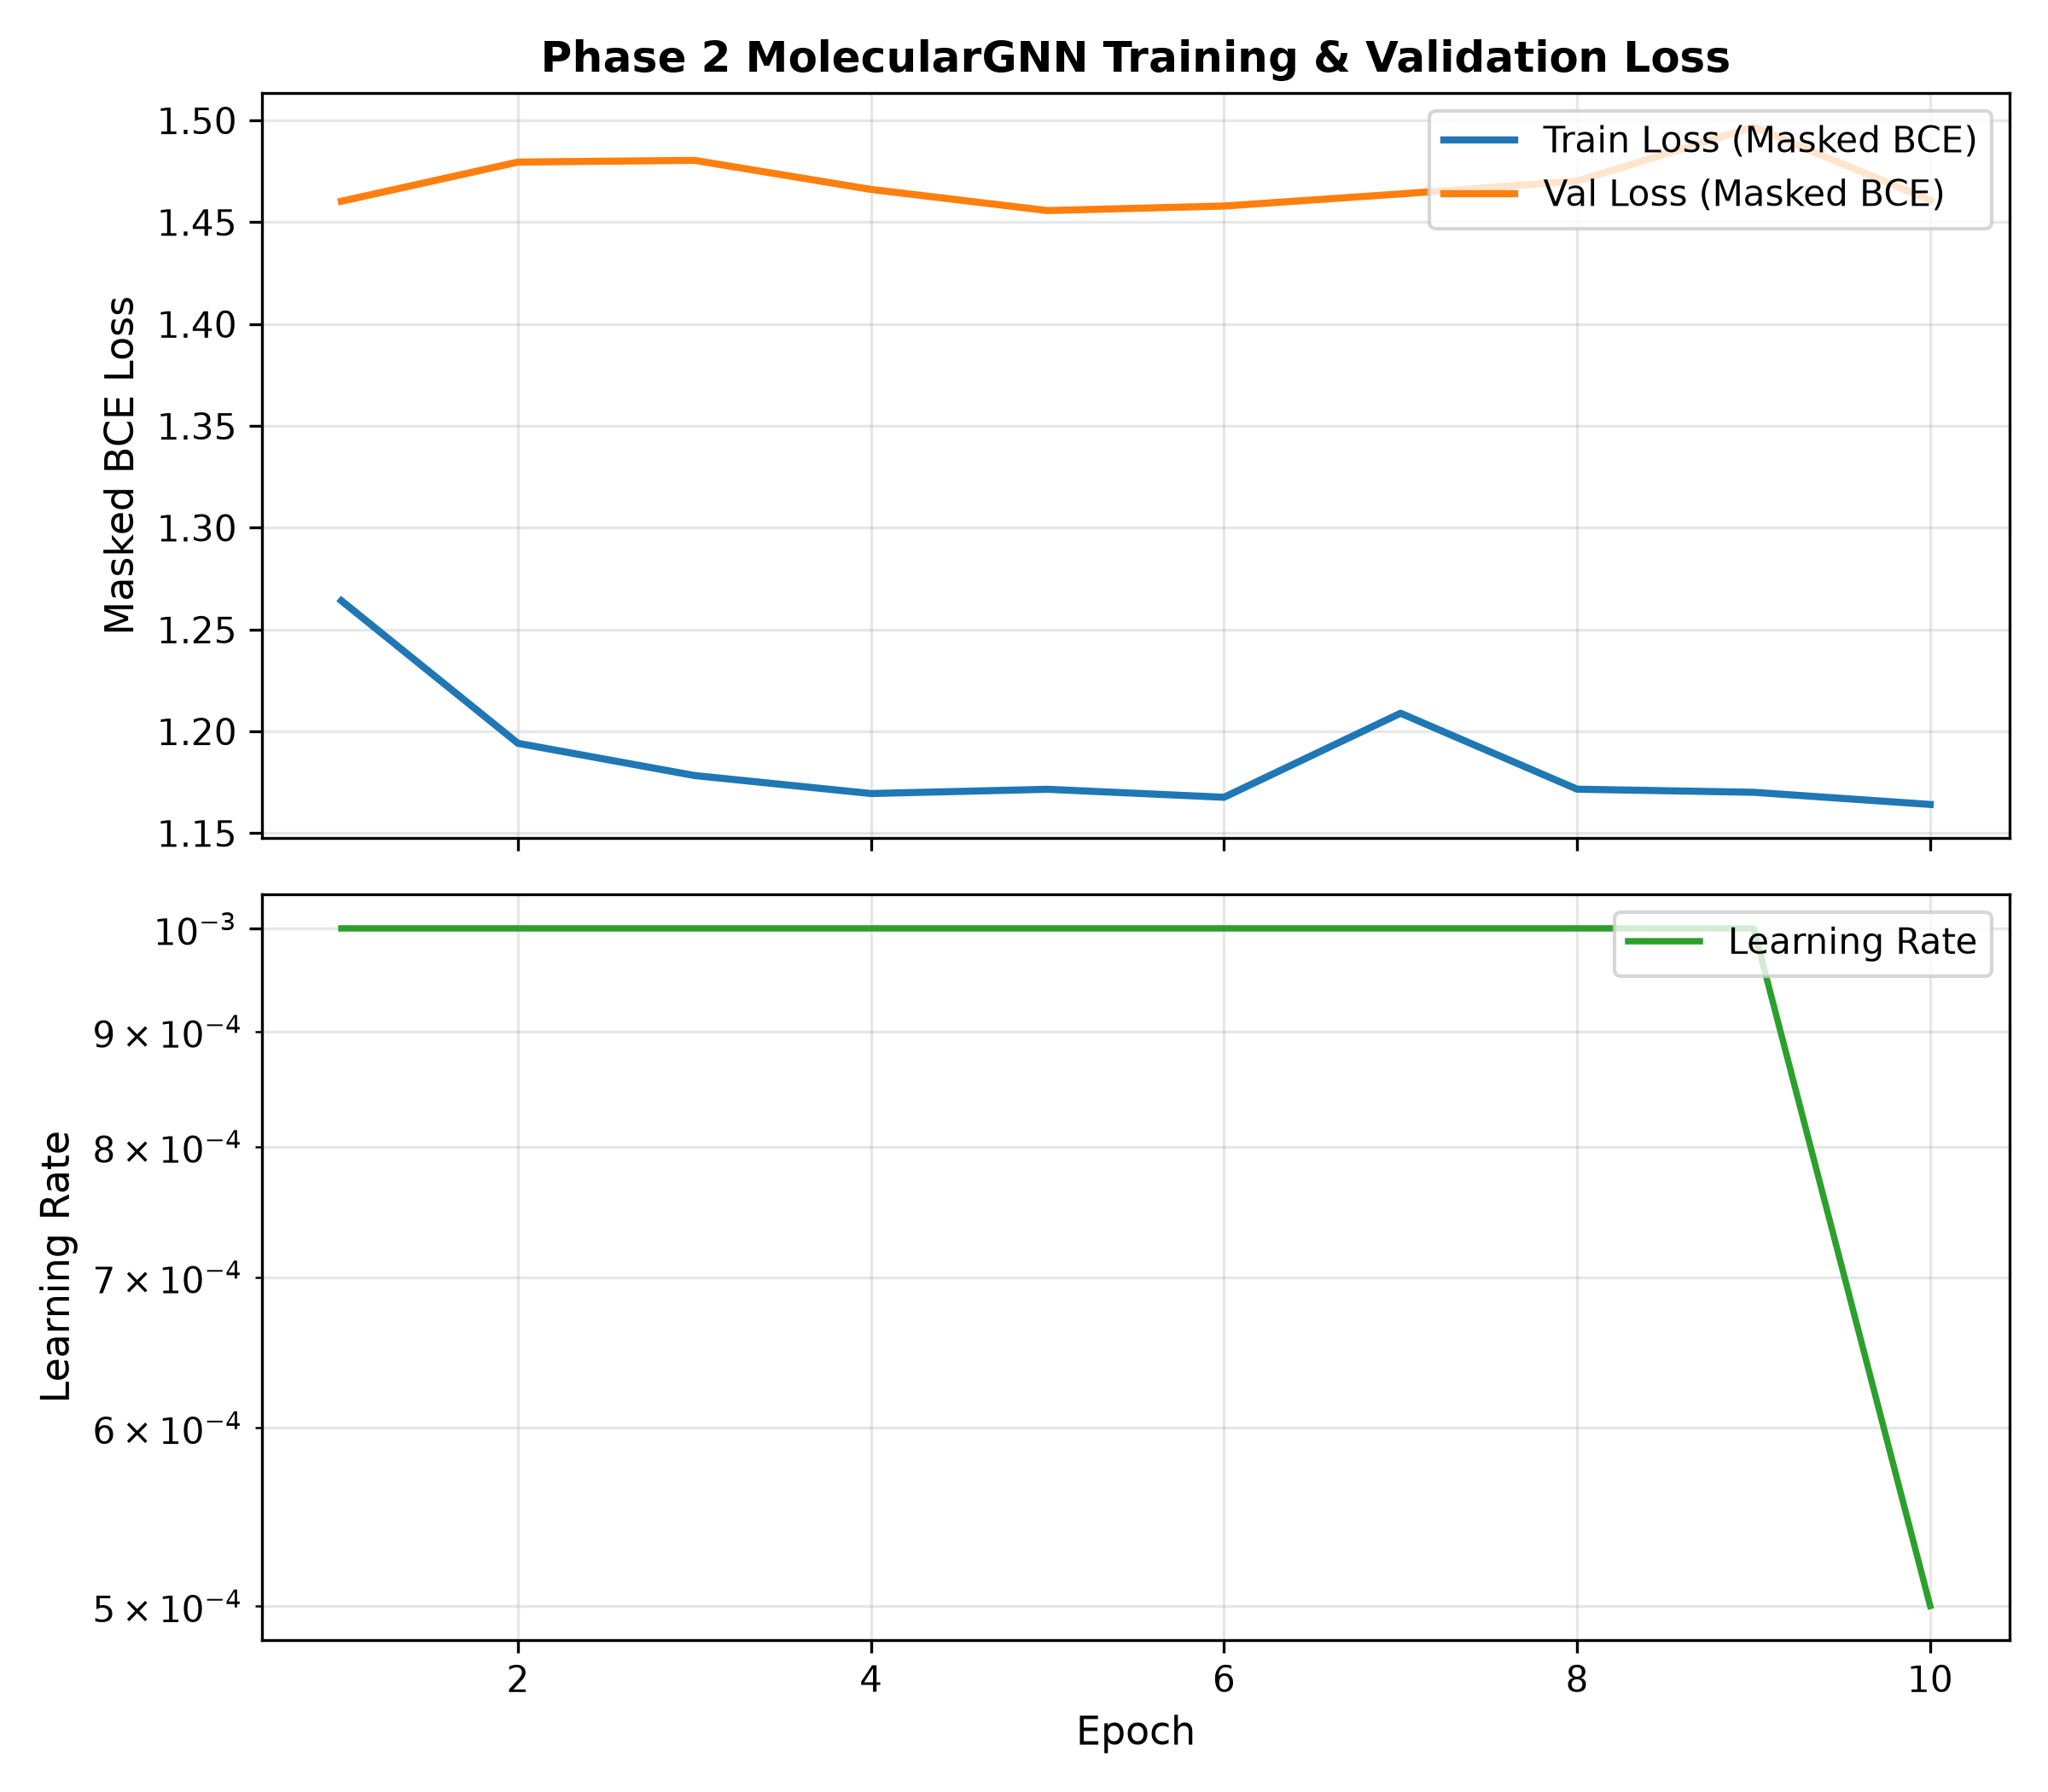 Phase 2 MolecularGNN Training & Validation Loss
Masked BCE Loss
1.50
1.45
1.40
1.35
1.30
1.25
1.20
1.15
Train Loss (Masked BCE)
Val Loss (Masked BCE)
Learning Rate
10⁻³
9 × 10⁻⁴
8 × 10⁻⁴
7 × 10⁻⁴
6 × 10⁻⁴
5 × 10⁻⁴
Learning Rate
2 4 6 8 10
Epoch